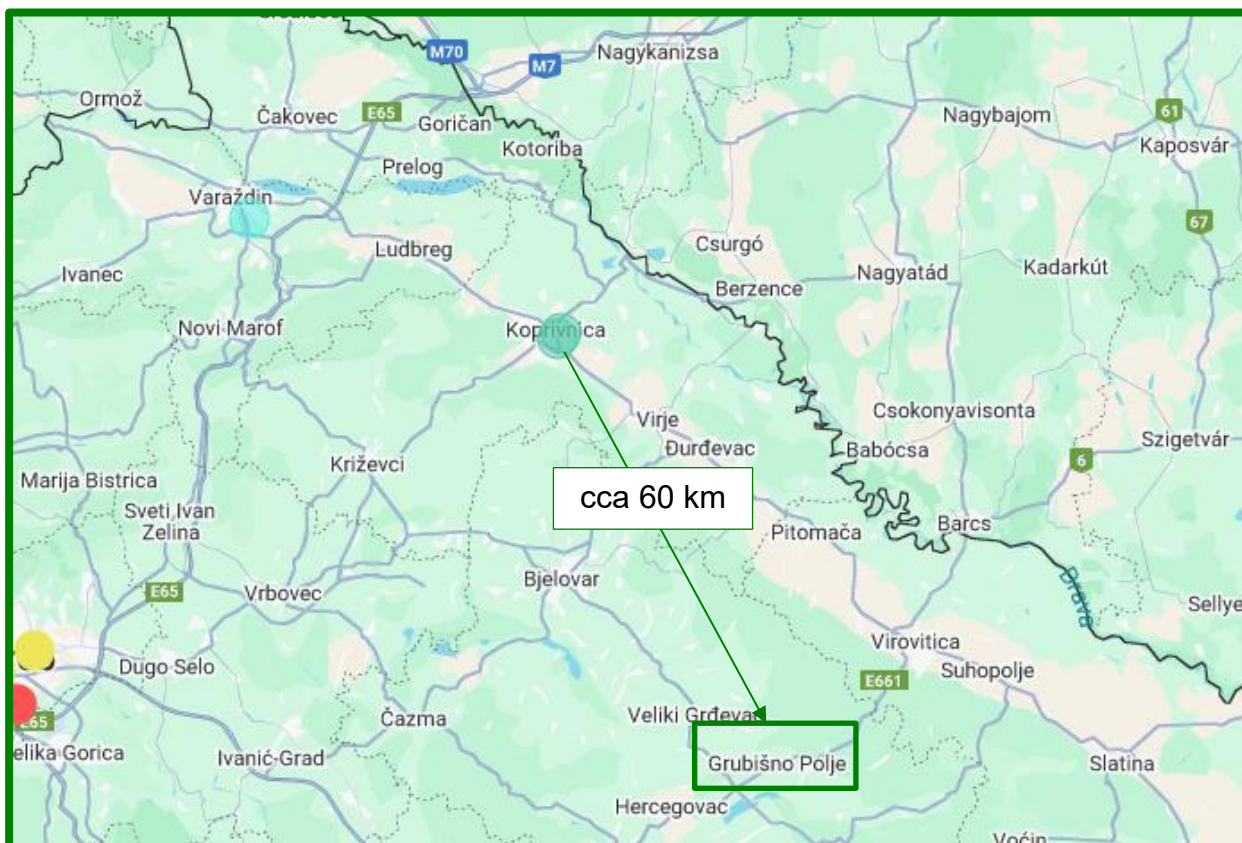 M70
M7
Nagykanizsa
Ormož
Čakovec
E65
Goričan
Nagybajom
61
Kotoriba
Kaposvár
Prelog
Varaždin
67
Ludbreg
Csurgó
Ivanec
Nagyatád
Kadarkút
Berzence
Novi Marof
Koprivnica
Virje
Csokonyavisonta
Đurđevac
Babócsa
Szigetvár
Križevci
6
Marija Bistrica
cca 60 km
Sveti Ivan
Zelina
Pitomača
Barcs
Bjelovar
E65
Vrbovec
Drava
Sellye
Virovitica
Dugo Selo
Suhopolje
E661
Čazma
Veliki Grđevac
E65
elika Gorica
Ivanić-Grad
Grubišno Polje
Slatina
Hercegovac
Voćin